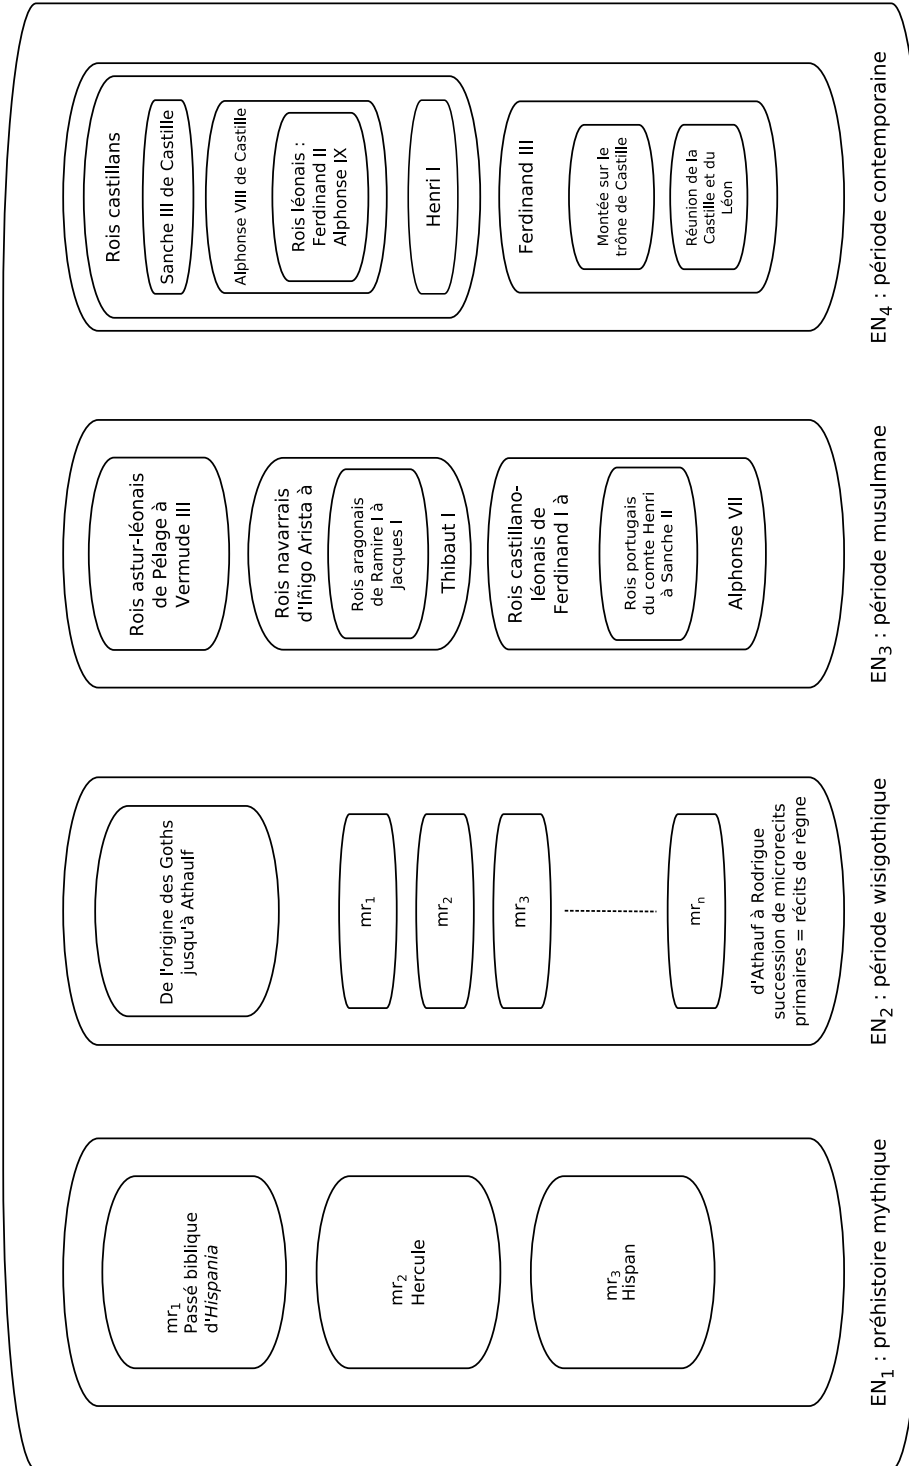 mr1
Passé biblique
d'Hispania
mr2
Hercule
mr3
Hispan
EN1 : préhistoire mythique
De l'origine des Goths
jusqu'à Athaulf
mr1
mr2
mr3
mrn
d'Athauf à Rodrigue
succession de microrecits
primaires = récits de règne
EN2 : période wisigothique
Rois astur-léonais
de Pélage à
Vermude III
Rois navarrais
d'Iñigo Arista à
Rois aragonais
de Ramire I à
Jacques I
Thibaut I
Rois castillano-
léonais de
Ferdinand I à
Rois portugais
du comte Henri
à Sanche II
Alphonse VII
EN3 : période musulmane
Rois castillans
Sanche III de Castille
Alphonse VIII de Castille
Rois léonais :
Ferdinand II
Alphonse IX
Henri I
Ferdinand III
Montée sur le
trône de Castille
Réunion de la
Castille et du
Léon
EN4 : période contemporaine